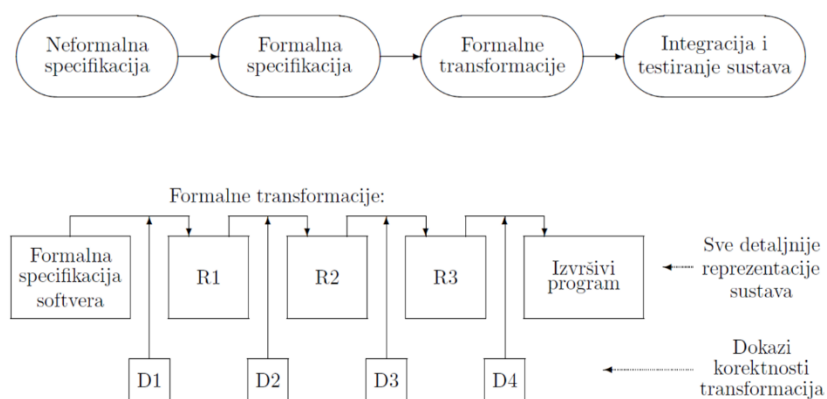 Neformalna
specifikacija
Formalna
specifikacija
Formalne
transformacije
Integracija i
testiranje sustava
Formalne transformacije:
Formalna
specifikacija
softvera
R1
R2
R3
Izvršivi
program
Sve detaljnije
reprezentacije
sustava
D1
D2
D3
D4
Dokazi
korektnosti
transformacija